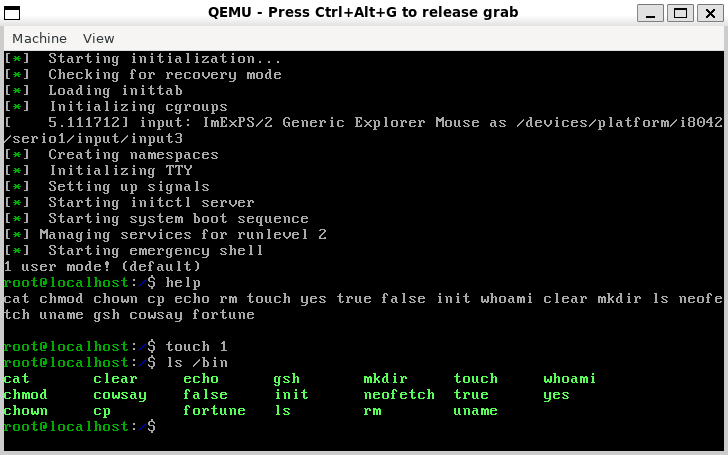 QEMU - Press Ctrl+Alt+G to release grab
Machine View
[*]  Starting initialization...
[*]  Checking for recovery mode
[*]  Loading inittab
[*]  Initializing cgroups
[    5.111712] input: ImExPS/2 Generic Explorer Mouse as /devices/platform/i8042
/serio1/input/input3
[*]  Creating namespaces
[*]  Initializing TTY
[*]  Setting up signals
[*]  Starting initctl server
[*]  Starting system boot sequence
[*] Managing services for runlevel 2
[*]  Starting emergency shell
1 user mode! (default)
root@localhost:/$ help
cat chmod chown cp echo rm touch yes true false init whoami clear mkdir ls neofe
tch uname gsh cowsay fortune
root@localhost:/$ touch 1
root@localhost:/$ ls /bin
cat clear echo gsh mkdir touch whoami
chmod cowsay false init neofetch true yes
chown cp fortune ls rm uname
root@localhost:/$